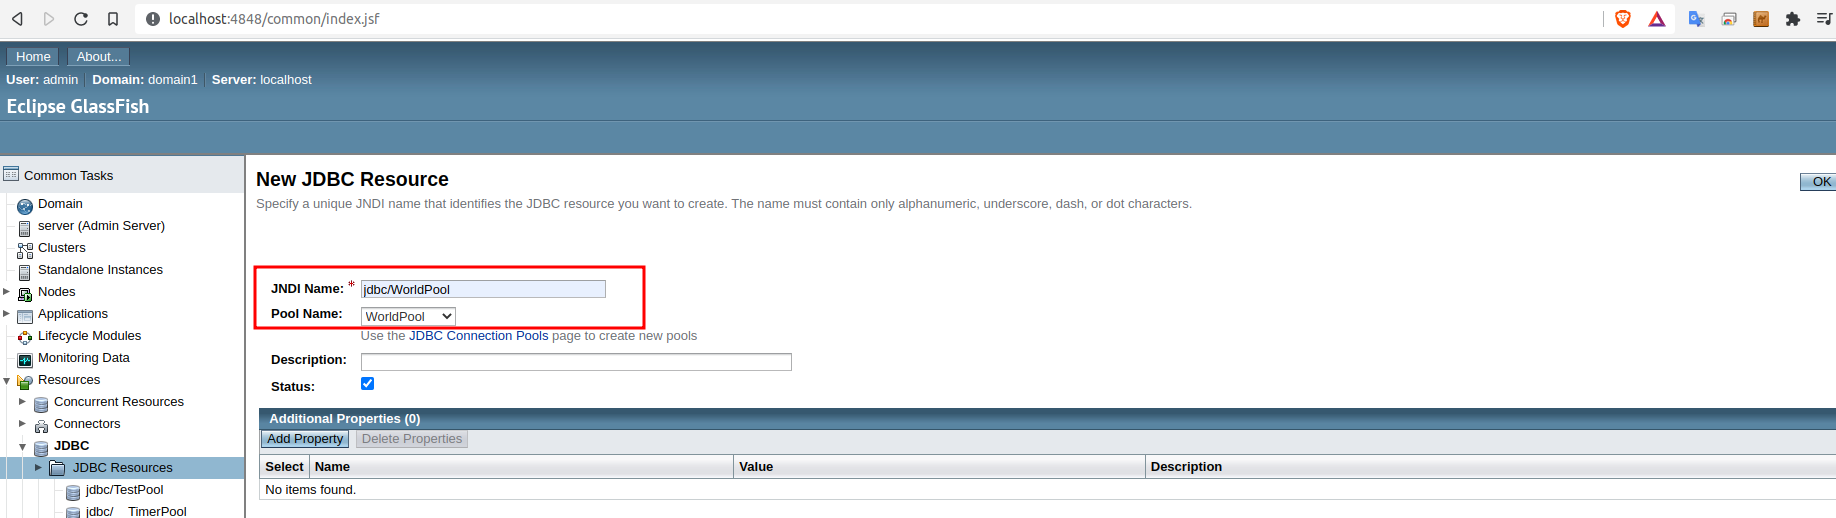 localhost:4848/common/index.jsf
Home About...
User: admin Domain: domain1 Server: localhost
Eclipse GlassFish
Common Tasks
Domain
server (Admin Server)
Clusters
Standalone Instances
Nodes
Applications
Lifecycle Modules
Monitoring Data
Resources
Concurrent Resources
Connectors
JDBC
JDBC Resources
jdbc/TestPool
jdbc/__TimerPool
New JDBC Resource
OK
Specify a unique JNDI name that identifies the JDBC resource you want to create. The name must contain only alphanumeric, underscore, dash, or dot characters.
JNDI Name: * jdbc/WorldPool
Pool Name: WorldPool
Use the JDBC Connection Pools page to create new pools
Description:
Status:
Additional Properties (0)
Add Property Delete Properties
Select Name Value Description
No items found.